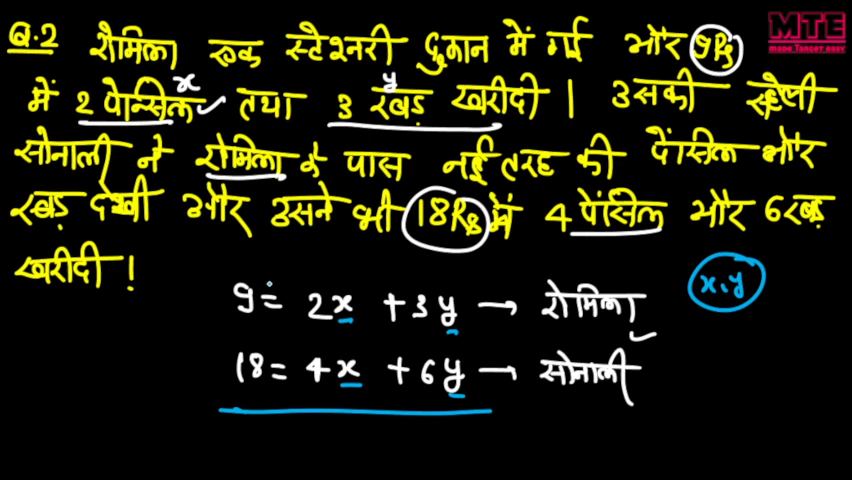 Q.2 रोमिला एक स्टेशनरी दुकान में गई और 9Rs
में 2 पेन्सिल x तथा 3 रबड़ y खरीदी । उसकी सहेली
सोनाली ने रोमिला के पास नई तरह की पेंसिल और
रबड़ देखी और उसने भी 18Rs में 4 पेंसिल और 6 रबड़
खरीदी !
x, y
9 = 2x + 3y → रोमिला
18 = 4x + 6y → सोनाली
MTE
MADE TARGET EASY